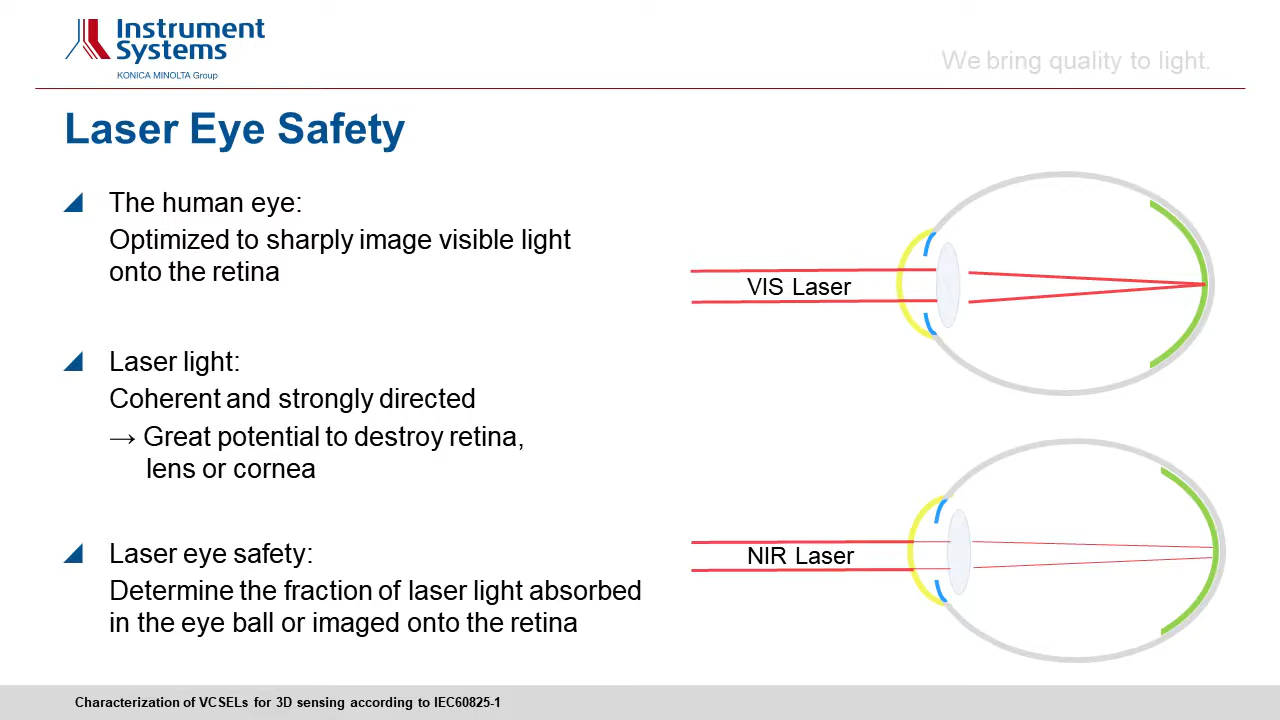 Instrument
Systems
KONICA MINOLTA Group
We bring quality to light.
Laser Eye Safety
The human eye:
Optimized to sharply image visible light
onto the retina
Laser light:
Coherent and strongly directed
→ Great potential to destroy retina,
lens or cornea
Laser eye safety:
Determine the fraction of laser light absorbed
in the eye ball or imaged onto the retina
VIS Laser
NIR Laser
Characterization of VCSELs for 3D sensing according to IEC60825-1